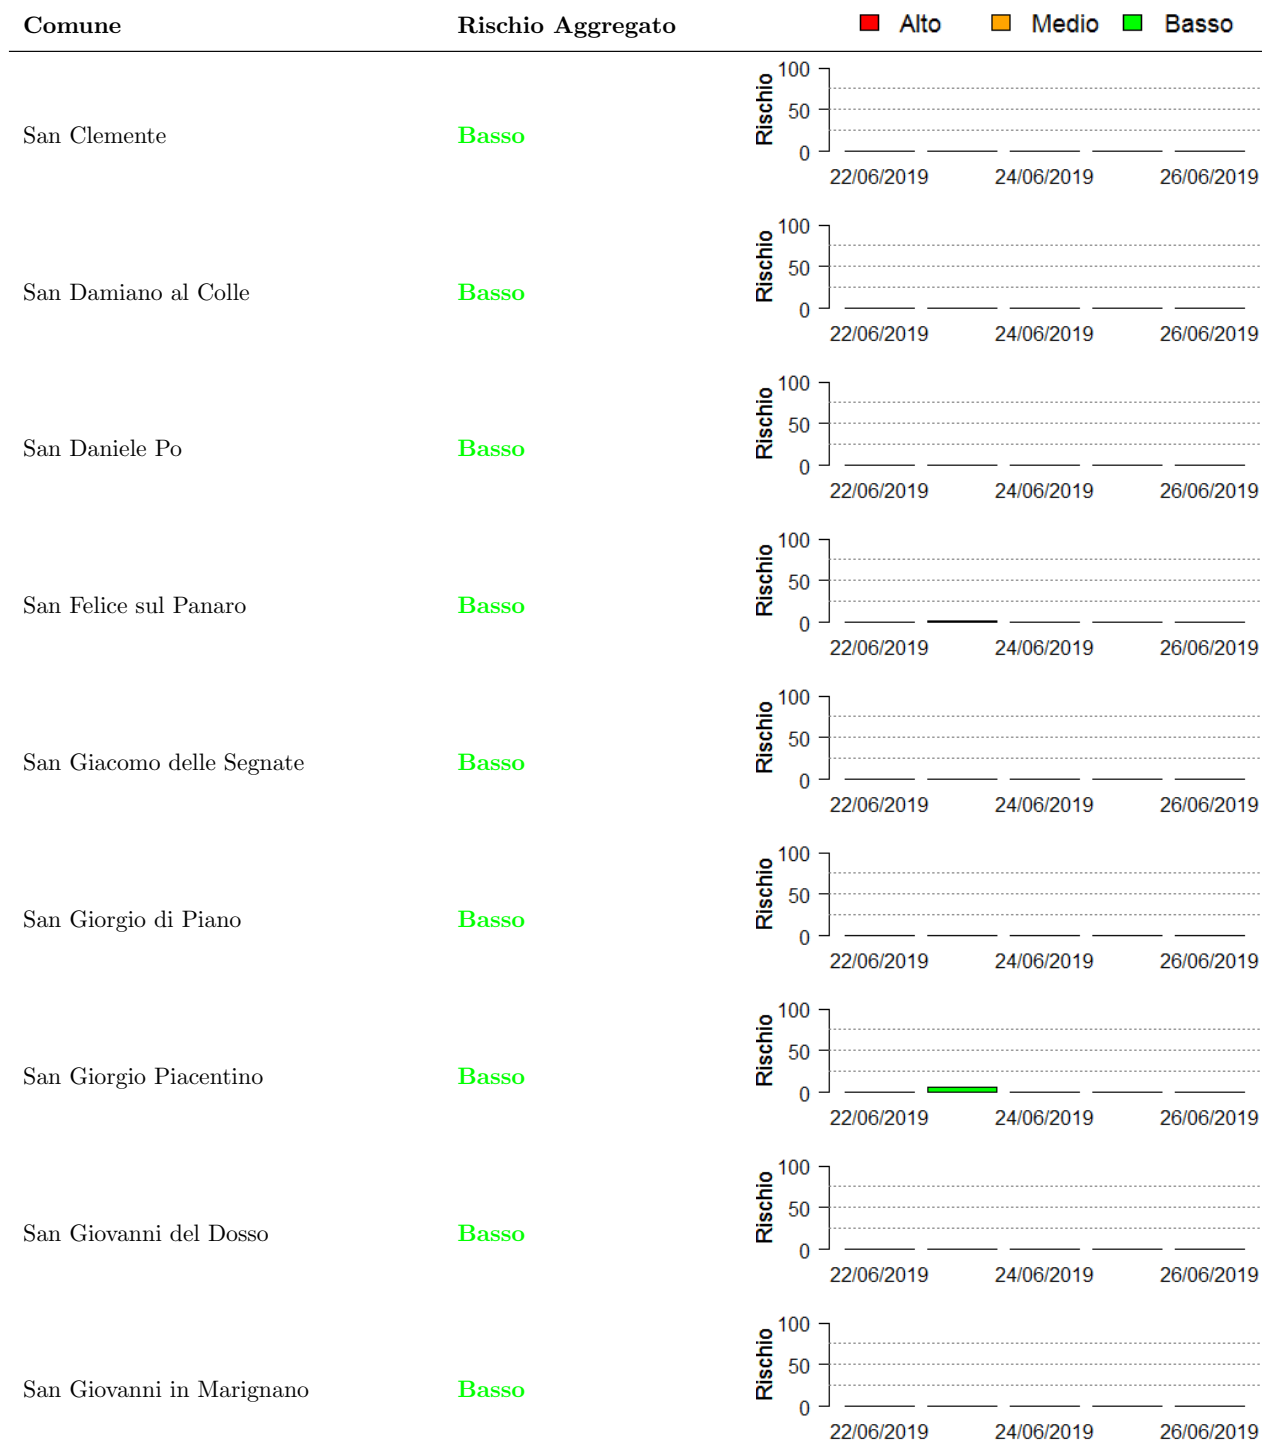 Comune Rischio Aggregato Alto Medio Basso
San Clemente Basso Rischio 100 50 0
22/06/2019 24/06/2019 26/06/2019
San Damiano al Colle Basso Rischio 100 50 0
22/06/2019 24/06/2019 26/06/2019
San Daniele Po Basso Rischio 100 50 0
22/06/2019 24/06/2019 26/06/2019
San Felice sul Panaro Basso Rischio 100 50 0
22/06/2019 24/06/2019 26/06/2019
San Giacomo delle Segnate Basso Rischio 100 50 0
22/06/2019 24/06/2019 26/06/2019
San Giorgio di Piano Basso Rischio 100 50 0
22/06/2019 24/06/2019 26/06/2019
San Giorgio Piacentino Basso Rischio 100 50 0
22/06/2019 24/06/2019 26/06/2019
San Giovanni del Dosso Basso Rischio 100 50 0
22/06/2019 24/06/2019 26/06/2019
San Giovanni in Marignano Basso Rischio 100 50 0
22/06/2019 24/06/2019 26/06/2019